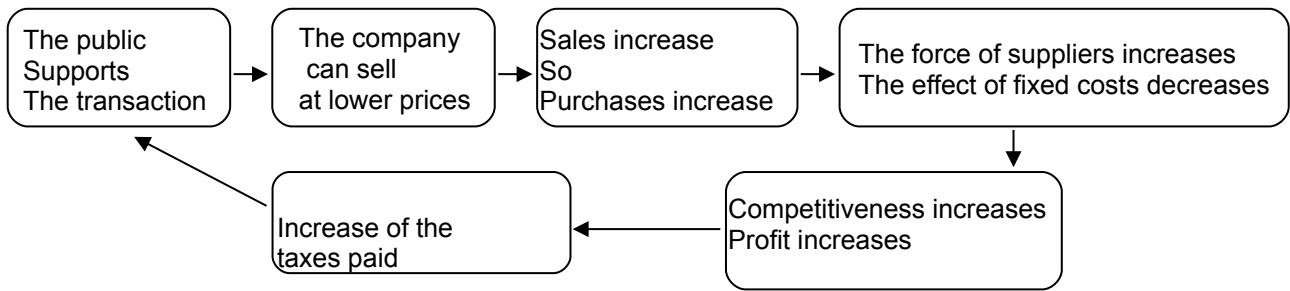 The public
Supports
The transaction
The company
can sell
at lower prices
Sales increase
So
Purchases increase
The force of suppliers increases
The effect of fixed costs decreases
Competitiveness increases
Profit increases
Increase of the
taxes paid